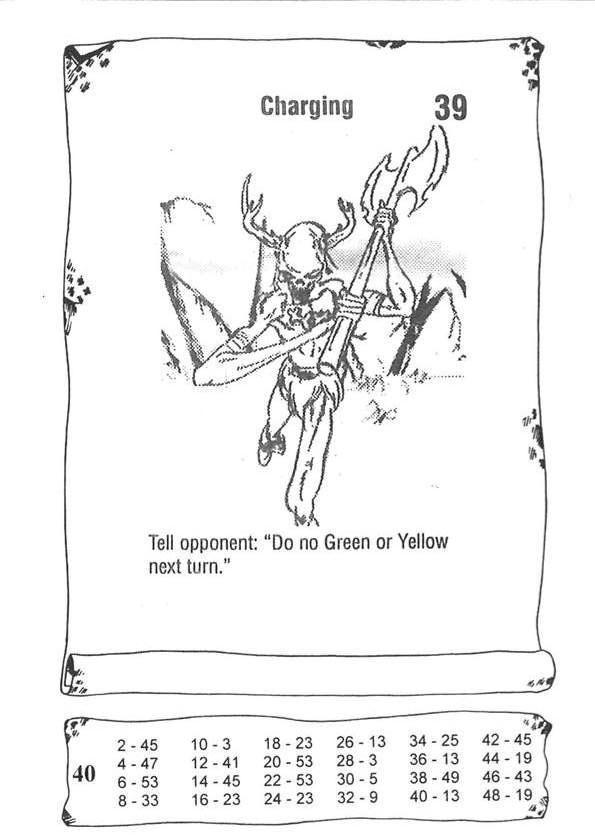 Charging 39
Tell opponent: “Do no Green or Yellow
next turn.”
40
2 - 45 10 - 3 18 - 23 26 - 13 34 - 25 42 - 45
4 - 47 12 - 41 20 - 53 28 - 3 36 - 13 44 - 19
6 - 53 14 - 45 22 - 53 30 - 5 38 - 49 46 - 43
8 - 33 16 - 23 24 - 23 32 - 9 40 - 13 48 - 19